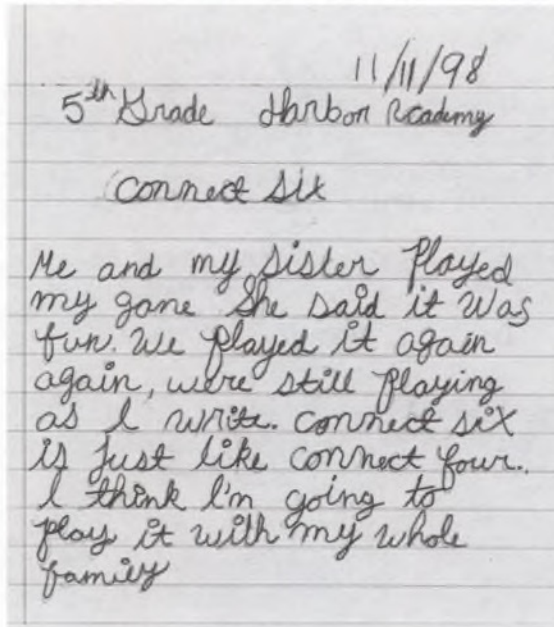 11/11/98
5th Grade Harbon Academy
Connect Six
Me and my sister played
my gane She said it was
fun. We played it again
again, were still playing
as I write. Connect six
is just like connect four.
I think I'm going to
play it with my whole
family